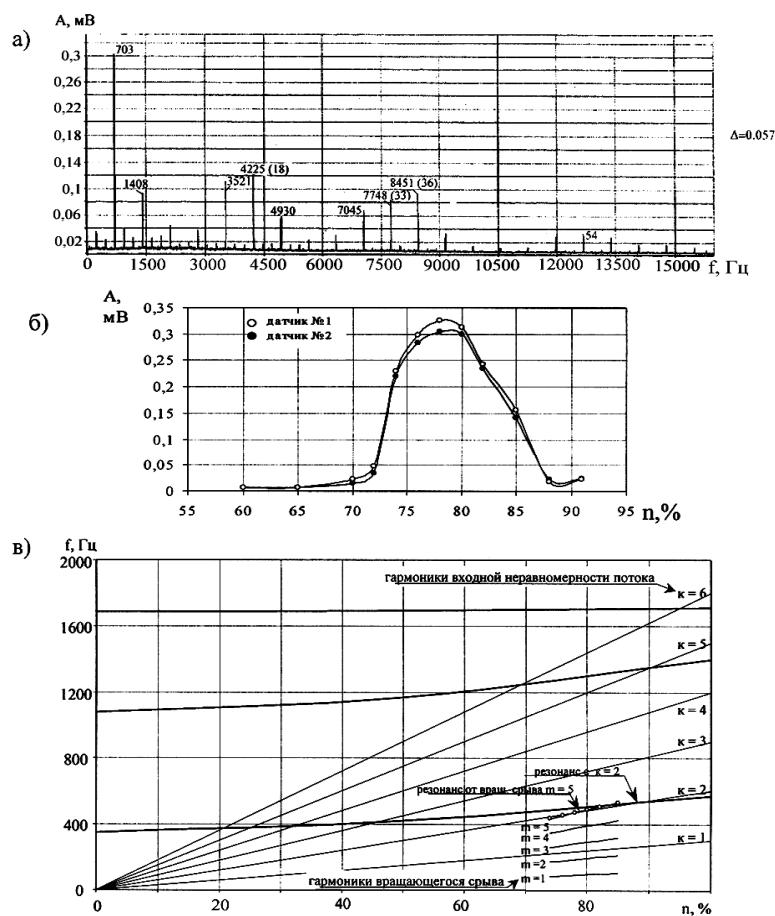 а)
А, мВ
0,3
0,26
0,22
0,18
0,14
0,1
0,06
0,02
703
1408
3521
4225 (18)
4930
7045
7748 (33)
8451 (36)
54
Δ=0.057
0 1500 3000 4500 6000 7500 9000 10500 12000 13500 15000
f, Гц
б)
А,
мВ
0,35
0,3
0,25
0,2
0,15
0,1
0,05
0
датчик №1
датчик №2
55 60 65 70 75 80 85 90 95
n,%
в)
f, Гц
2000
1600
1200
800
400
0
гармоники входной неравномерности потока
к = 6
к = 5
к = 4
к = 3
резонанс с к = 2
резонанс от вращ. срыва m = 5
к = 2
m = 5
m = 4
m = 3
m =2
m =1
к = 1
гармоники вращающегося срыва
0 20 40 60 80 n, %